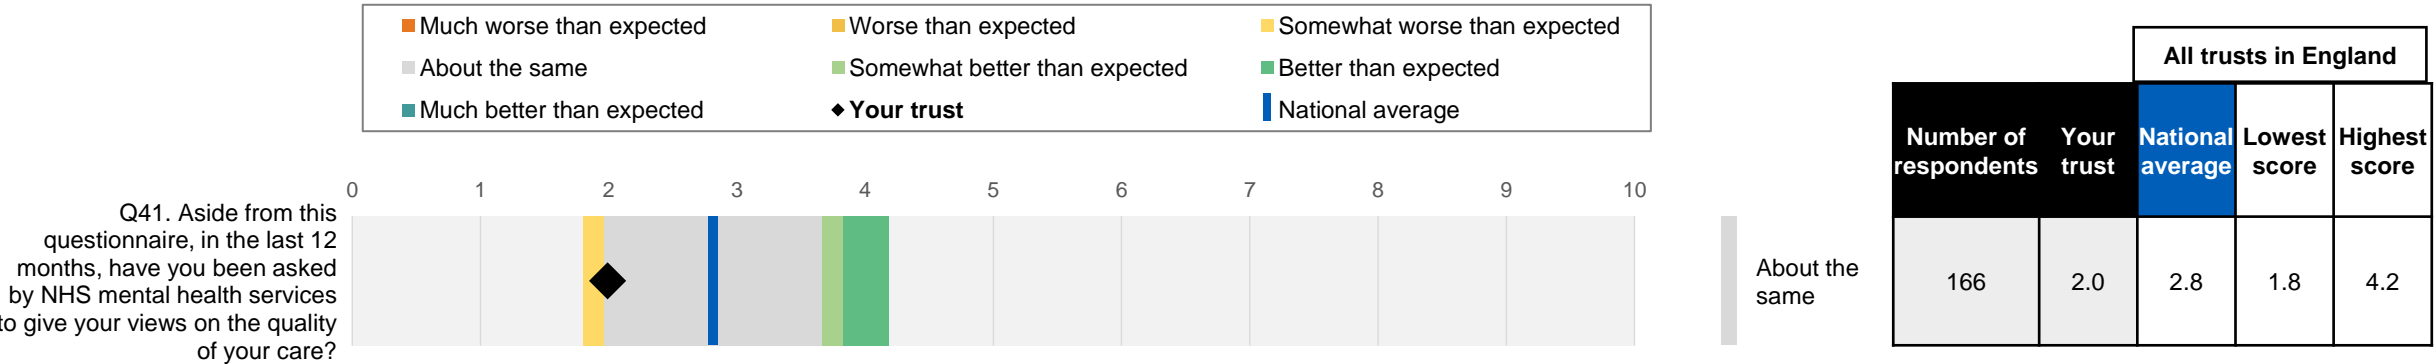 Much worse than expected
Worse than expected
Somewhat worse than expected
About the same
Somewhat better than expected
Better than expected
Much better than expected
Your trust
National average
All trusts in England
Number of respondents
Your trust
National average
Lowest score
Highest score
0 1 2 3 4 5 6 7 8 9 10
Q41. Aside from this
questionnaire, in the last 12
months, have you been asked
by NHS mental health services
to give your views on the quality
of your care?
About the
same
166 2.0 2.8 1.8 4.2